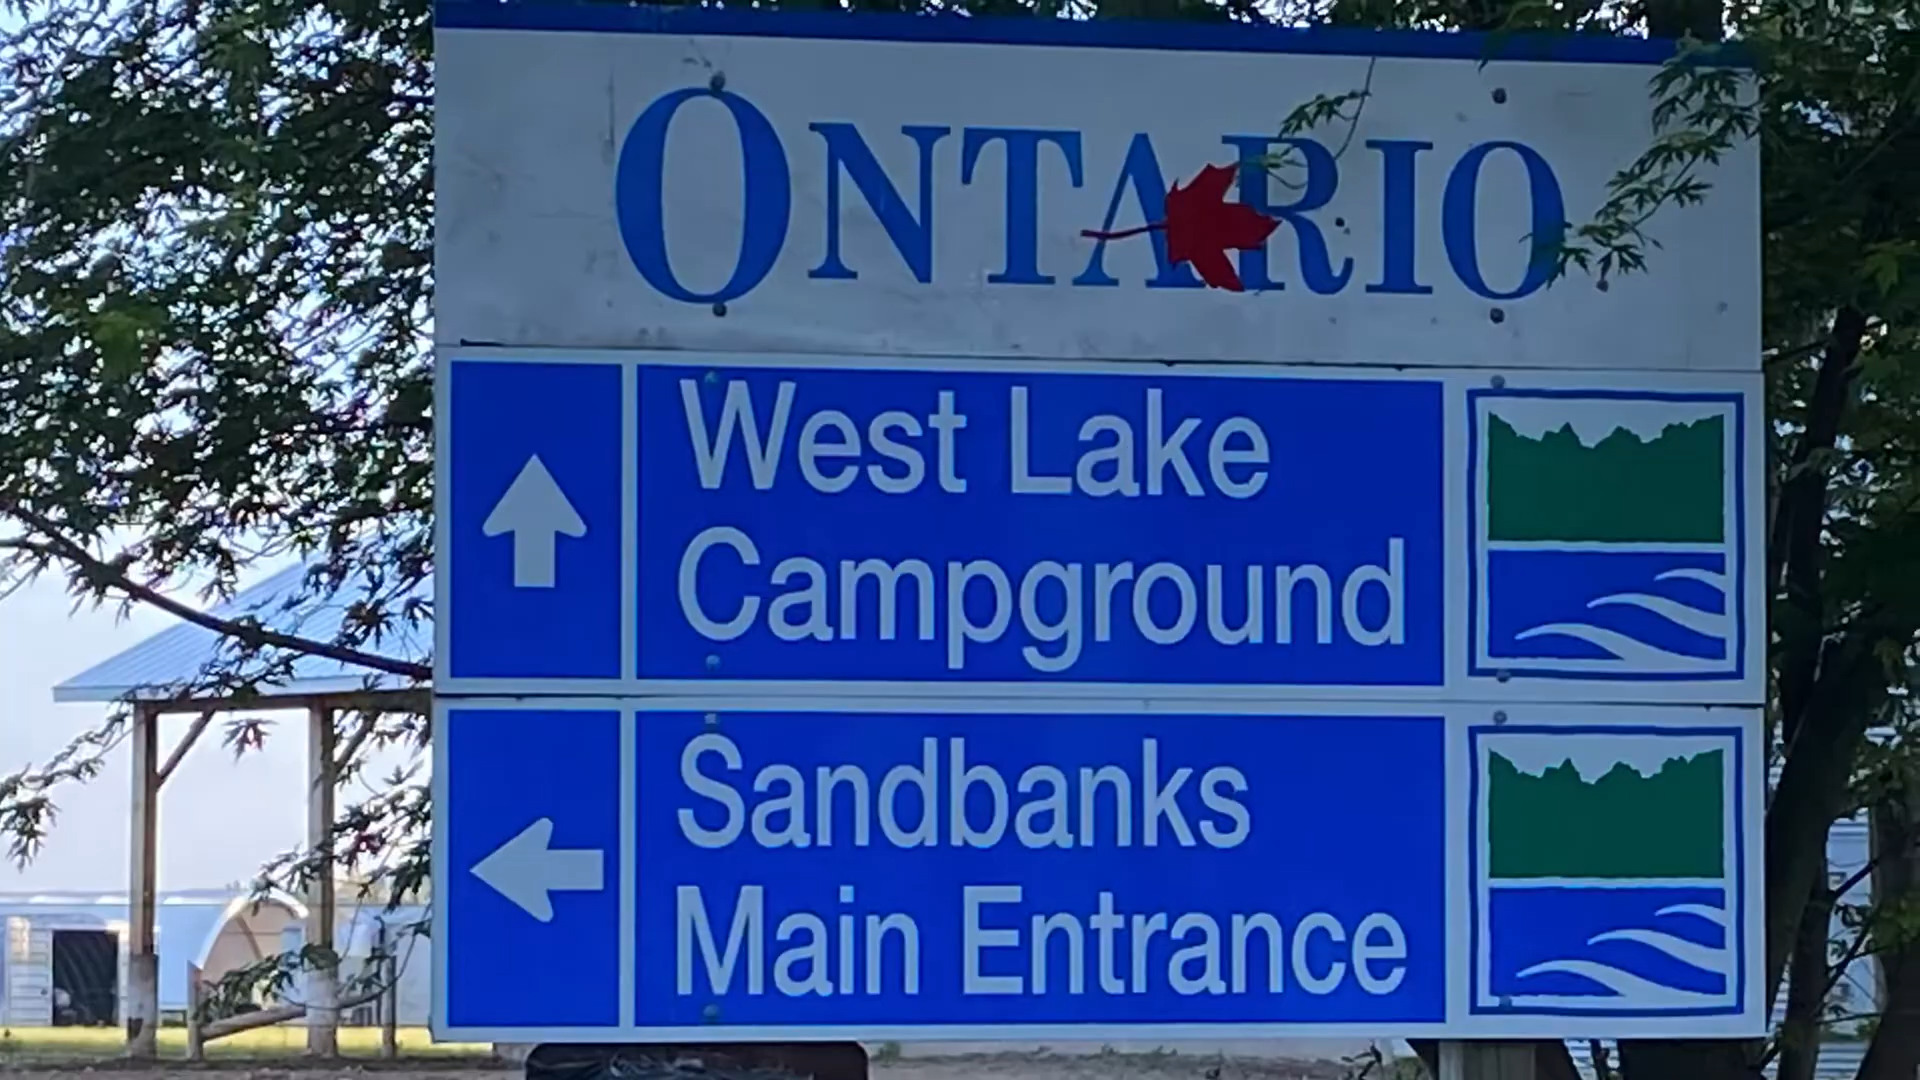 ONTARIO
West Lake
Campground
Sandbanks
Main Entrance